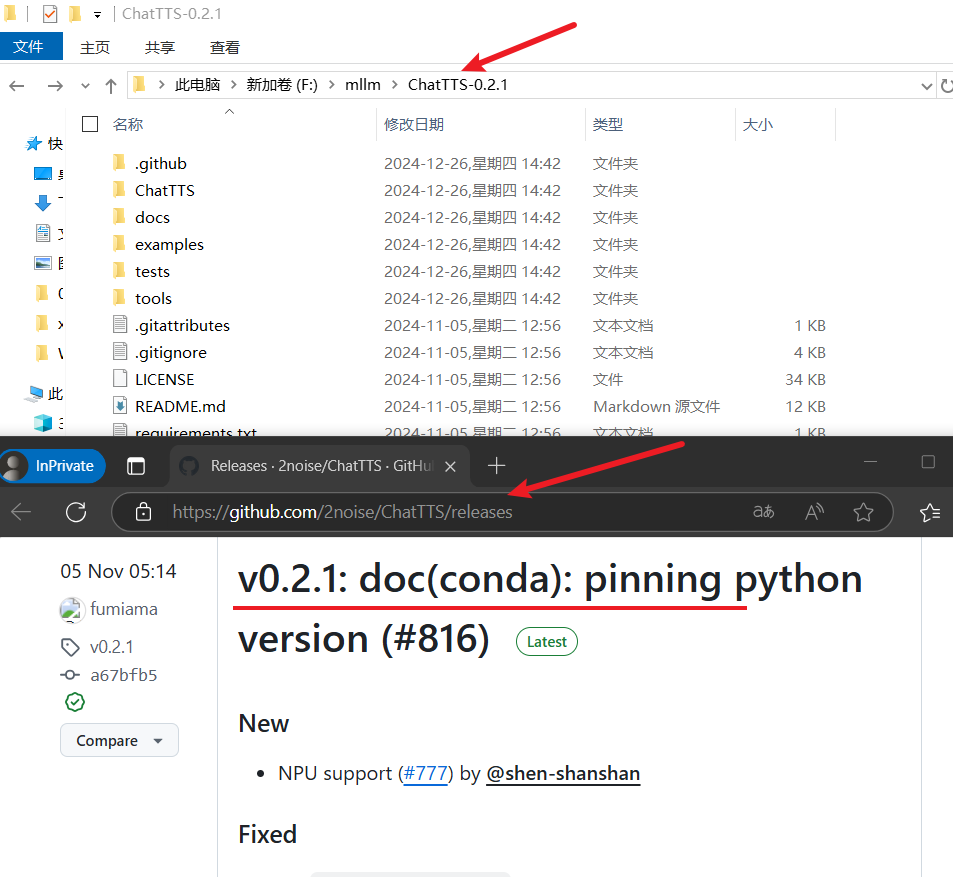 ChatTTS-0.2.1
文件 主页 共享 查看
此电脑 新加卷 (F:) mllm ChatTTS-0.2.1
名称 修改日期 类型 大小
快
.github 2024-12-26,星期四 14:42 文件夹
ChatTTS 2024-12-26,星期四 14:42 文件夹
docs 2024-12-26,星期四 14:42 文件夹
examples 2024-12-26,星期四 14:42 文件夹
tests 2024-12-26,星期四 14:42 文件夹
tools 2024-12-26,星期四 14:42 文件夹
.gitattributes 2024-11-05,星期二 12:56 文本文档 1 KB
.gitignore 2024-11-05,星期二 12:56 文本文档 4 KB
此 LICENSE 2024-11-05,星期二 12:56 文件 34 KB
README.md 2024-11-05,星期二 12:56 Markdown 源文件 12 KB
requirements.txt 2024-11-05,星期二 12:56 文本文档 1 KB
InPrivate Releases · 2noise/ChatTTS · GitHu
https://github.com/2noise/ChatTTS/releases
05 Nov 05:14
fumiama
v0.2.1
a67bfb5
Compare
v0.2.1: doc(conda): pinning python
version (#816) Latest
New
NPU support (#777) by @shen-shanshan
Fixed